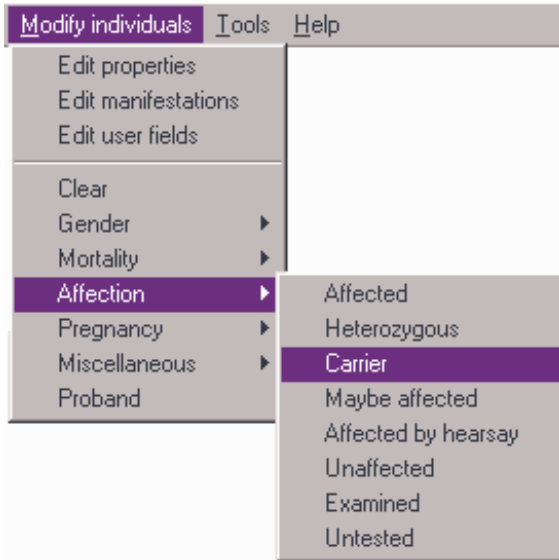 Modify individuals Tools Help
Edit properties
Edit manifestations
Edit user fields
Clear
Gender
Mortality
Affection
Pregnancy
Miscellaneous
Proband
Affected
Heterozygous
Carrier
Maybe affected
Affected by hearsay
Unaffected
Examined
Untested